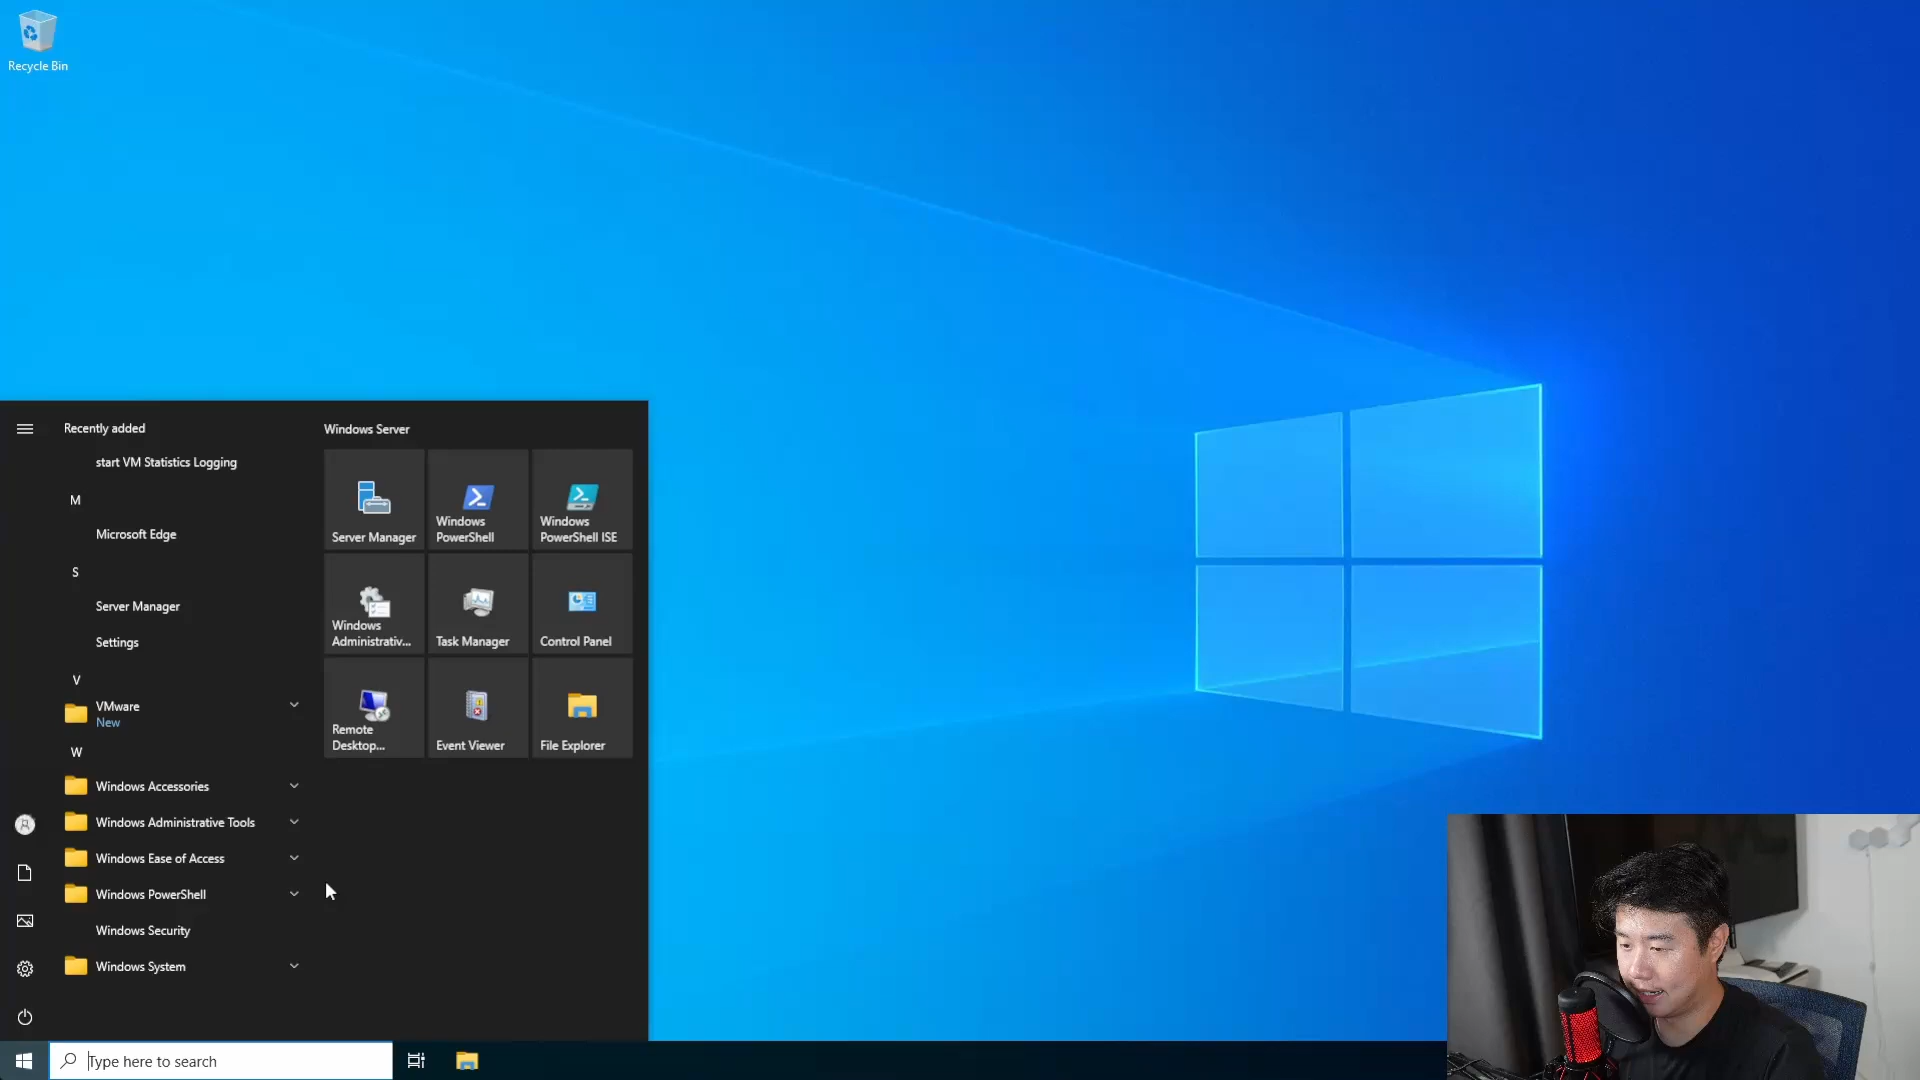 Recycle Bin
Recently added
start VM Statistics Logging
M
Microsoft Edge
S
Server Manager
Settings
V
VMware
New
W
Windows Accessories
Windows Administrative Tools
Windows Ease of Access
Windows PowerShell
Windows Security
Windows System
Windows Server
Server Manager
Windows
PowerShell
Windows
PowerShell ISE
Windows
Administrativ...
Task Manager
Control Panel
Remote
Desktop...
Event Viewer
File Explorer
Type here to search